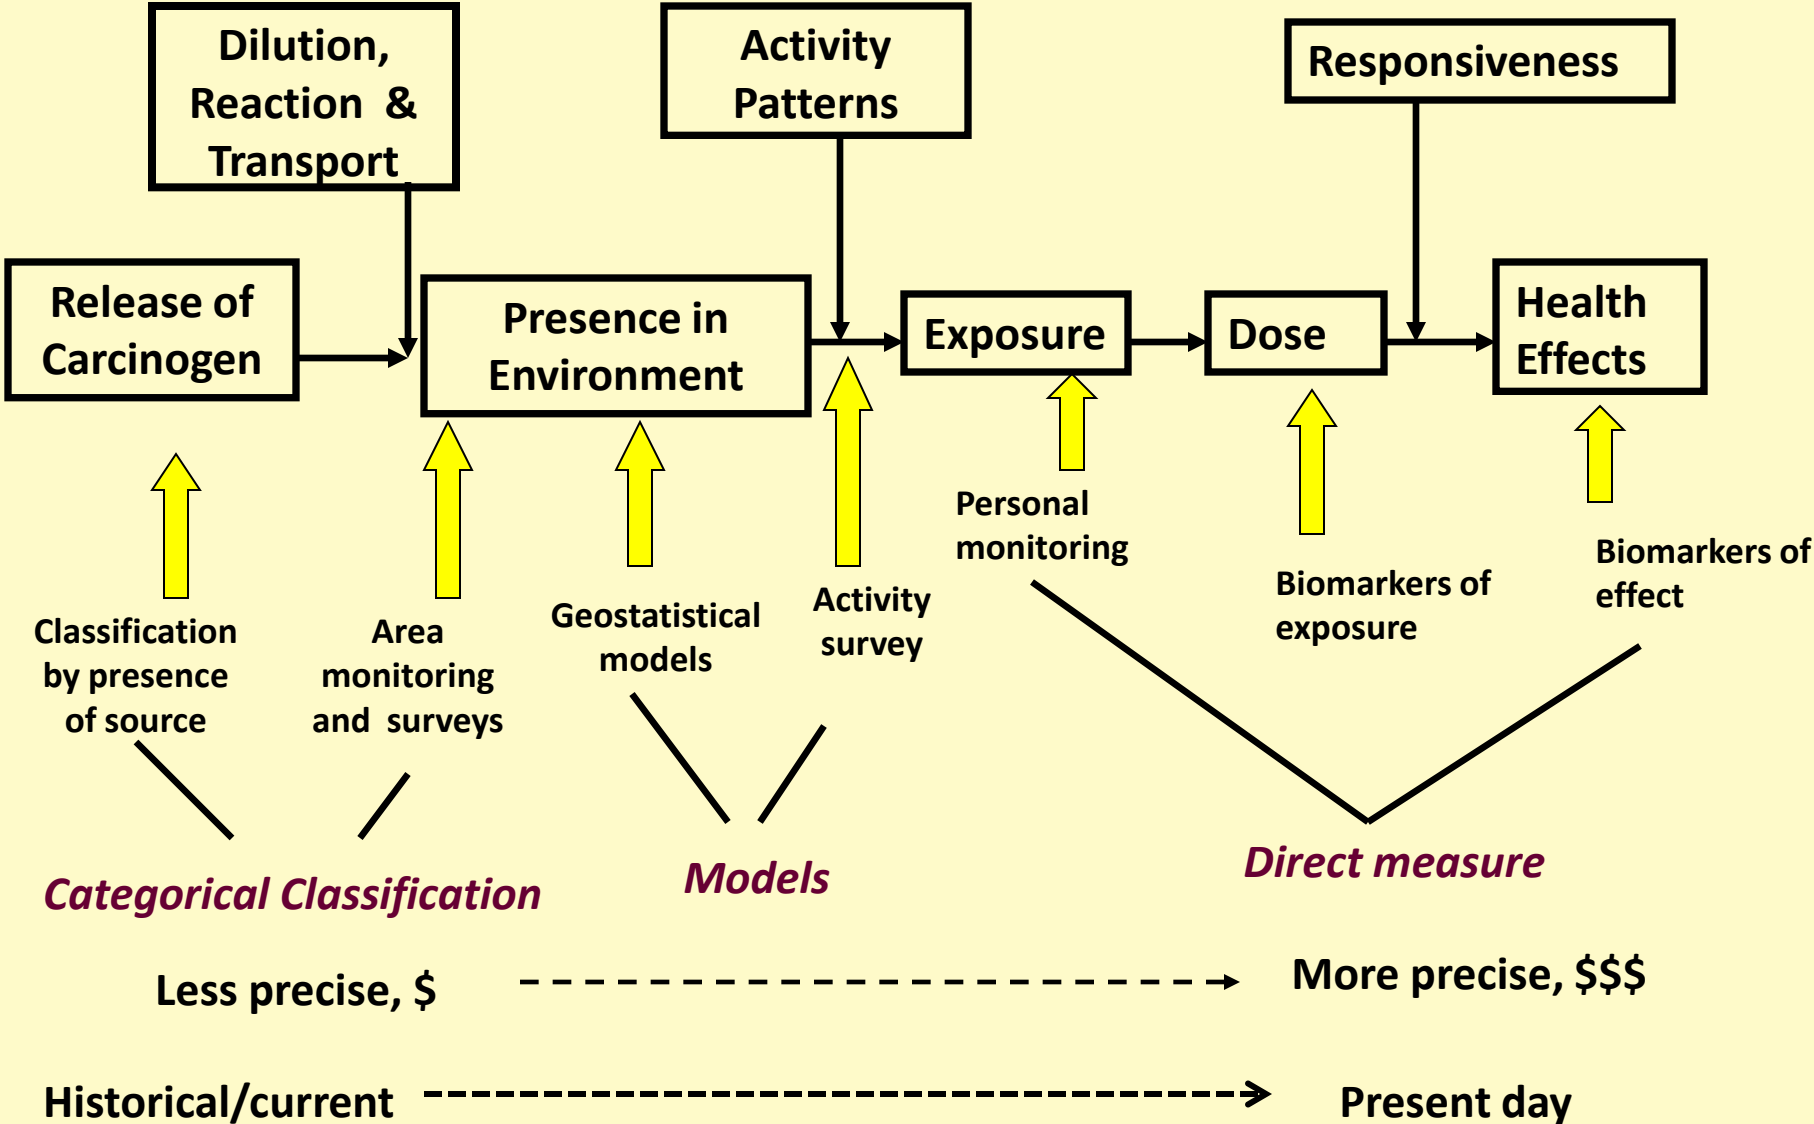 Dilution,
Reaction &
Transport
Activity
Patterns
Responsiveness
Release of
Carcinogen
Presence in
Environment
Exposure
Dose
Health
Effects
Classification
by presence
of source
Area
monitoring
and surveys
Geostatistical
models
Activity
survey
Personal
monitoring
Biomarkers of
exposure
Biomarkers of
effect
Categorical Classification
Models
Direct measure
Less precise, $
More precise, $$$
Historical/current
Present day